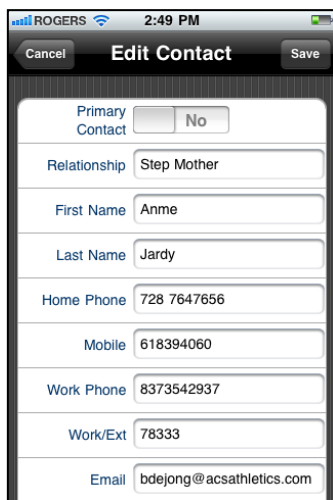 ROGERS 2:49 PM
Cancel Edit Contact Save
Primary
Contact No
Relationship Step Mother
First Name Anme
Last Name Jardy
Home Phone 728 7647656
Mobile 618394060
Work Phone 8373542937
Work/Ext 78333
Email bdejong@acsathletics.com